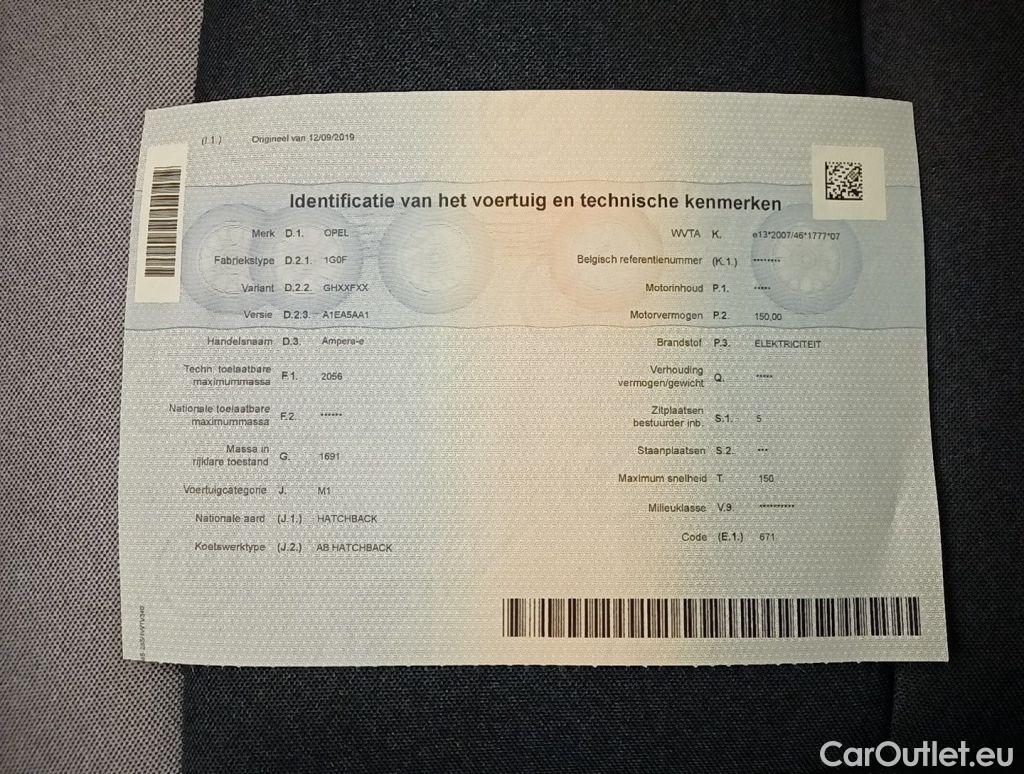 (I.1.) Origineel van 12/09/2019
Identificatie van het voertuig en technische kenmerken
Merk D.1. OPEL
Fabriekstype D.2.1. 1G0F
Variant D.2.2. GHXXFXX
Versie D.2.3. A1EA5AA1
Handelsnaam D.3. Ampera-e
Techn. toelaatbare
maximummassa F.1. 2056
Nationale toelaatbare
maximummassa F.2. ******
Massa in
rijklare toestand G. 1691
Voertuigcategorie J. M1
Nationale aard (J.1.) HATCHBACK
Koetswerktype (J.2.) AB HATCHBACK
WVTA K. e13*2007/46*1777*07
Belgisch referentienummer (K.1.) ********
Motorinhoud P.1. *****
Motorvermogen P.2. 150,00
Brandstof P.3. ELEKTRICITEIT
Verhouding
vermogen/gewicht Q. *****
Zitplaatsen
bestuurder inb. S.1. 5
Staanplaatsen S.2. ***
Maximum snelheid T. 150
Milieuklasse V.9. **********
Code (E.1.) 671
CarOutlet.eu